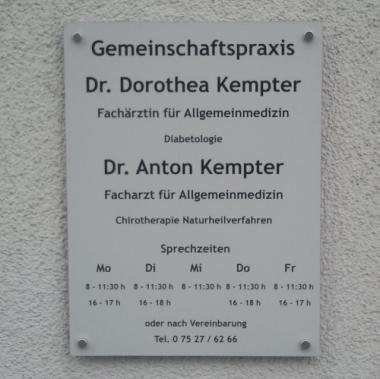 Gemeinschaftspraxis
Dr. Dorothea Kempter
Fachärztin für Allgemeinmedizin
Diabetologie
Dr. Anton Kempter
Facharzt für Allgemeinmedizin
Chirotherapie Naturheilverfahren
Sprechzeiten
Mo Di Mi Do Fr
8 - 11:30 h 8 - 11:30 h 8 - 11:30 h 8 - 11:30 h 8 - 11:30 h
16 - 17 h 16 - 18 h 16 - 18 h 16 - 17 h
oder nach Vereinbarung
Tel. 0 75 27 / 62 66